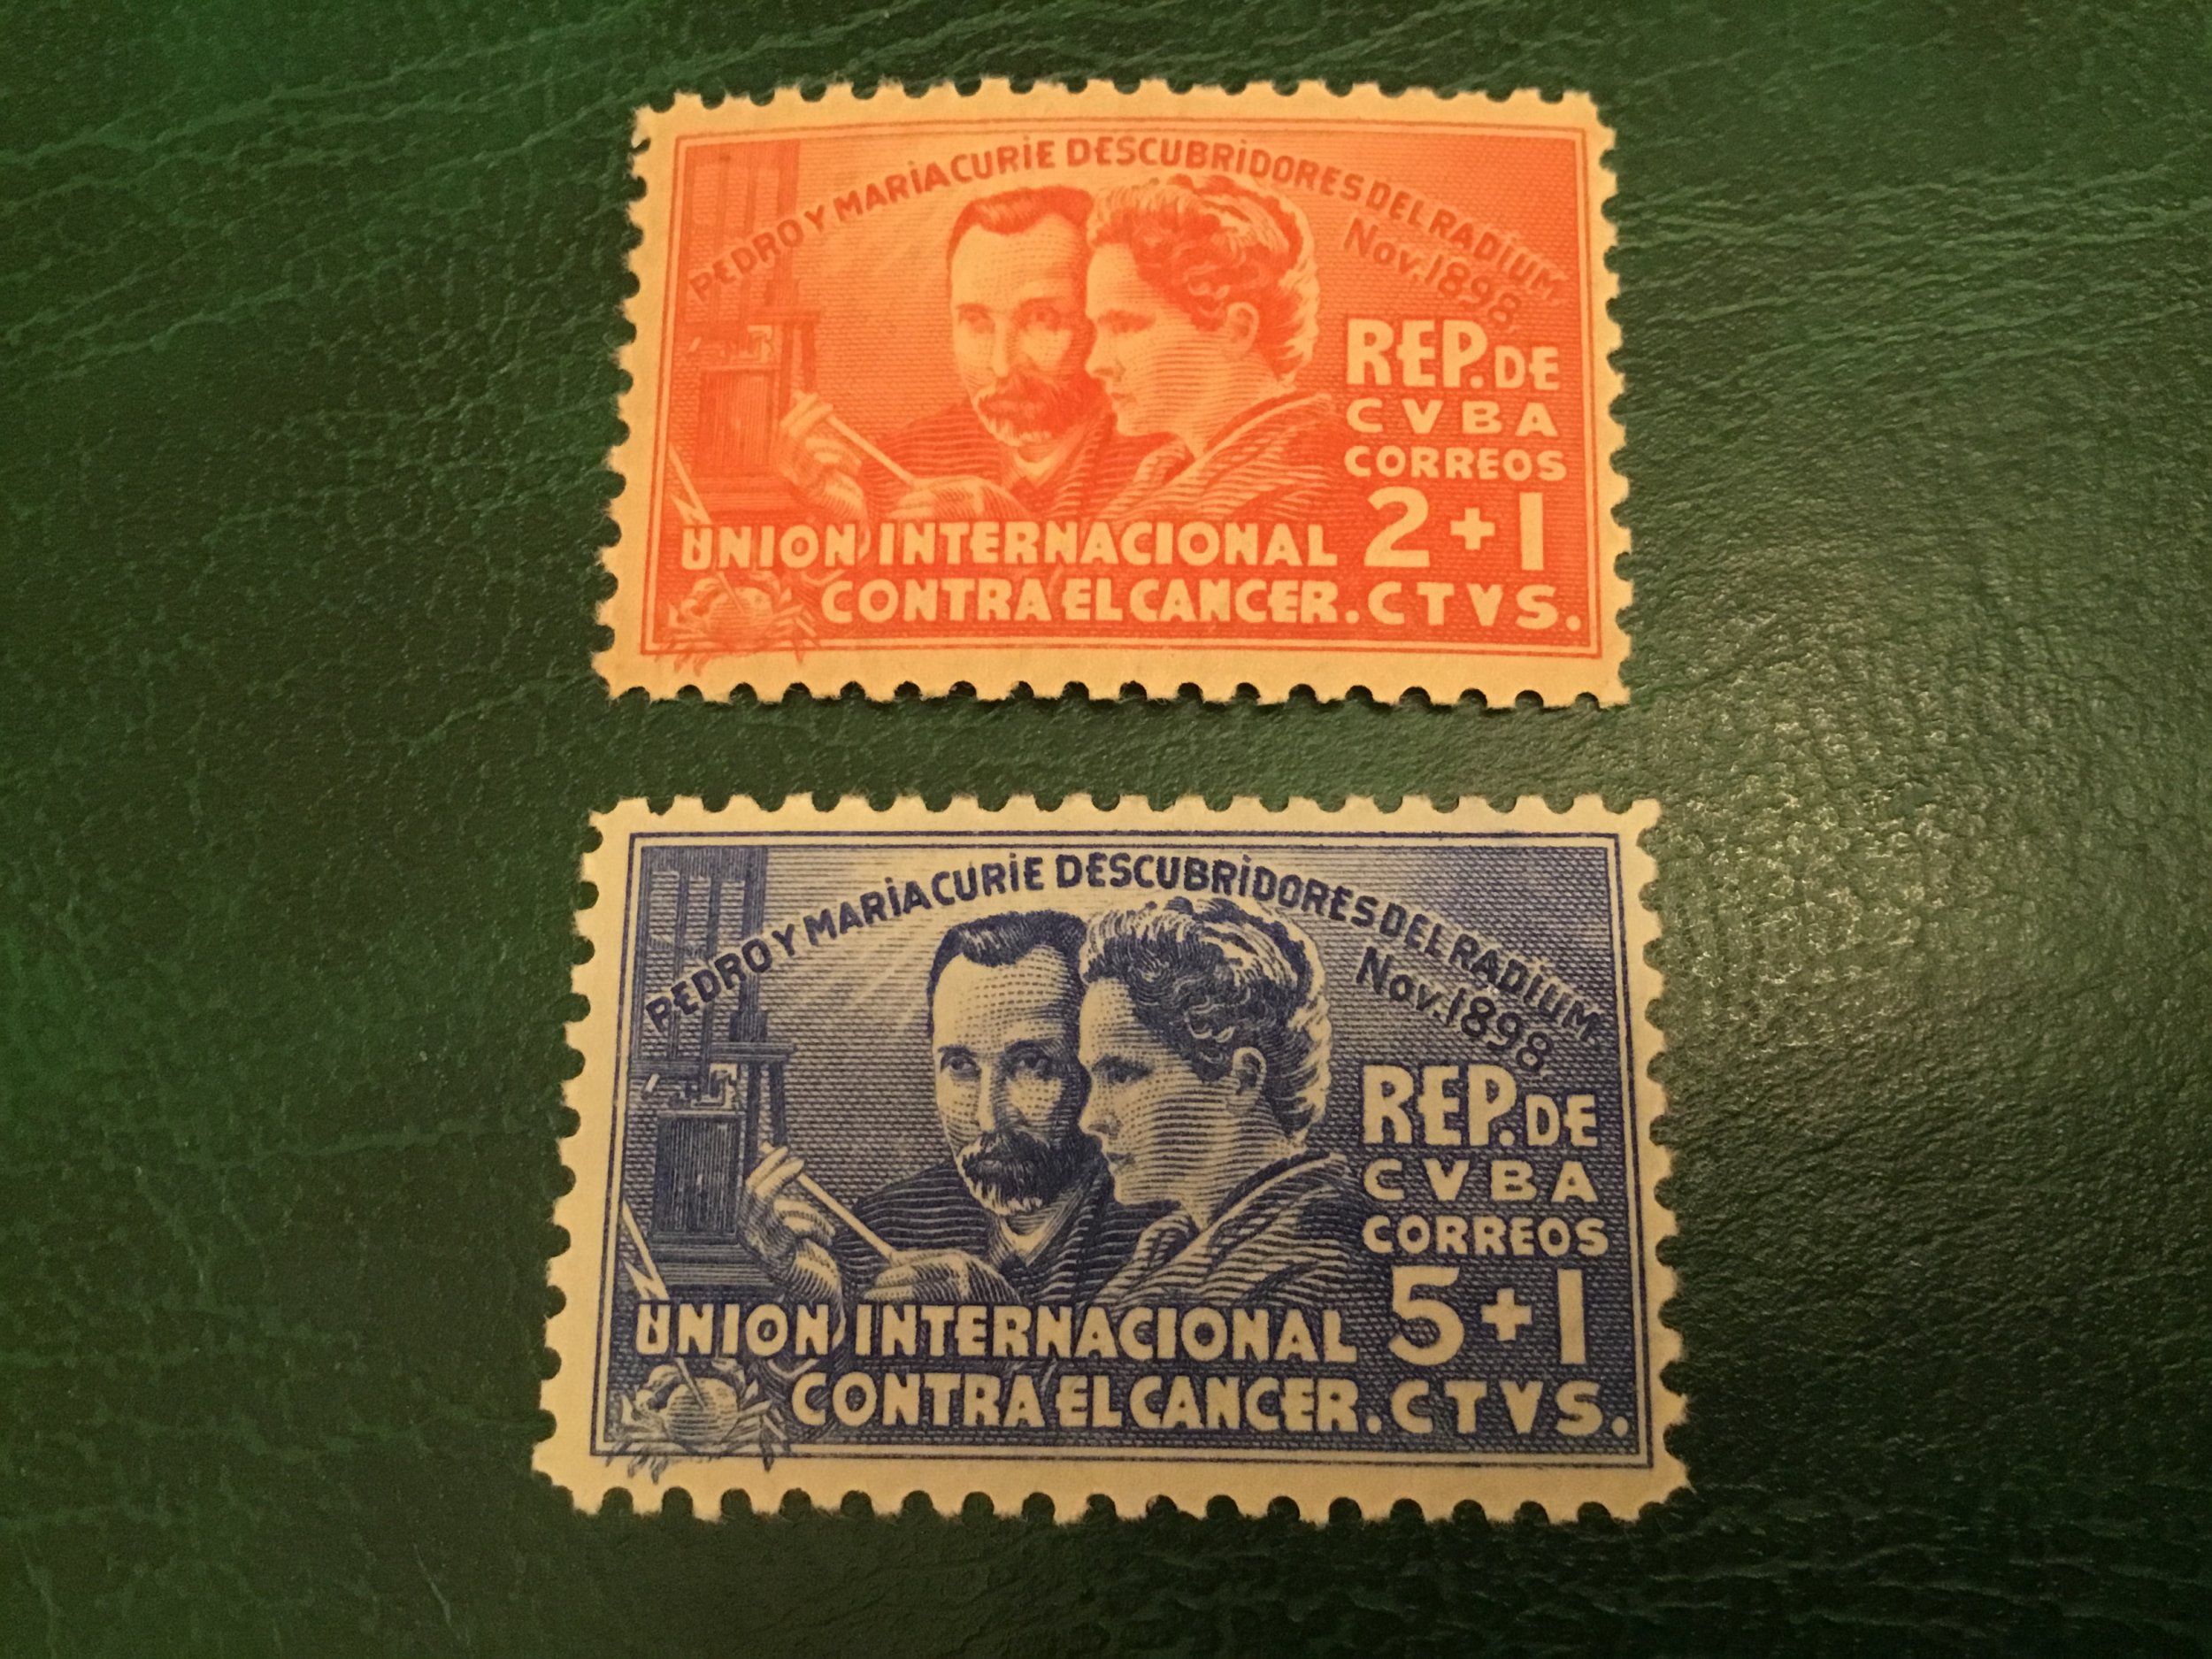 PEDRO Y MARIA CURIE DESCUBRIDORES DEL RADIUM.
Nov. 1898.
REP. DE
CVBA
CORREOS
2+1
UNION INTERNACIONAL
CONTRA EL CANCER. CTVS.
PEDRO Y MARIA CURIE DESCUBRIDORES DEL RADIUM.
Nov. 1898.
REP. DE
CVBA
CORREOS
5+1
UNION INTERNACIONAL
CONTRA EL CANCER. CTVS.